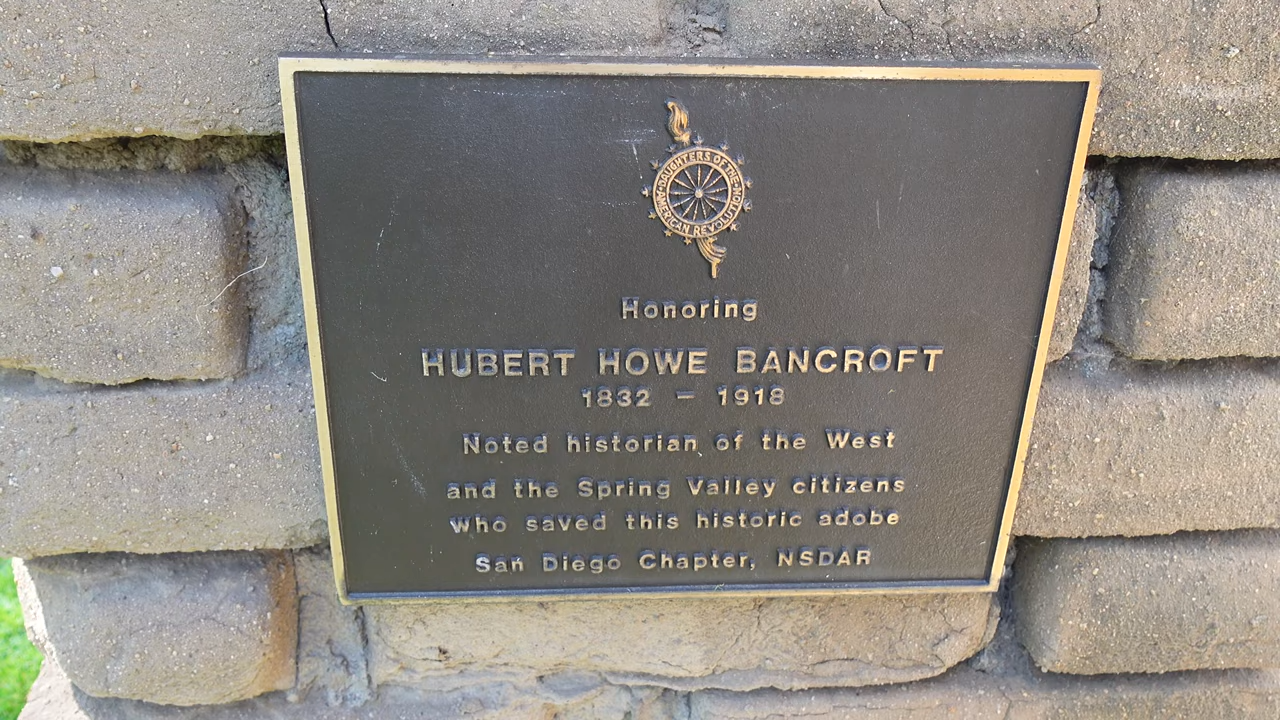 DAUGHTERS OF THE
AMERICAN REVOLUTION
Honoring
HUBERT HOWE BANCROFT
1832 – 1918
Noted historian of the West
and the Spring Valley citizens
who saved this historic adobe
San Diego Chapter, NSDAR